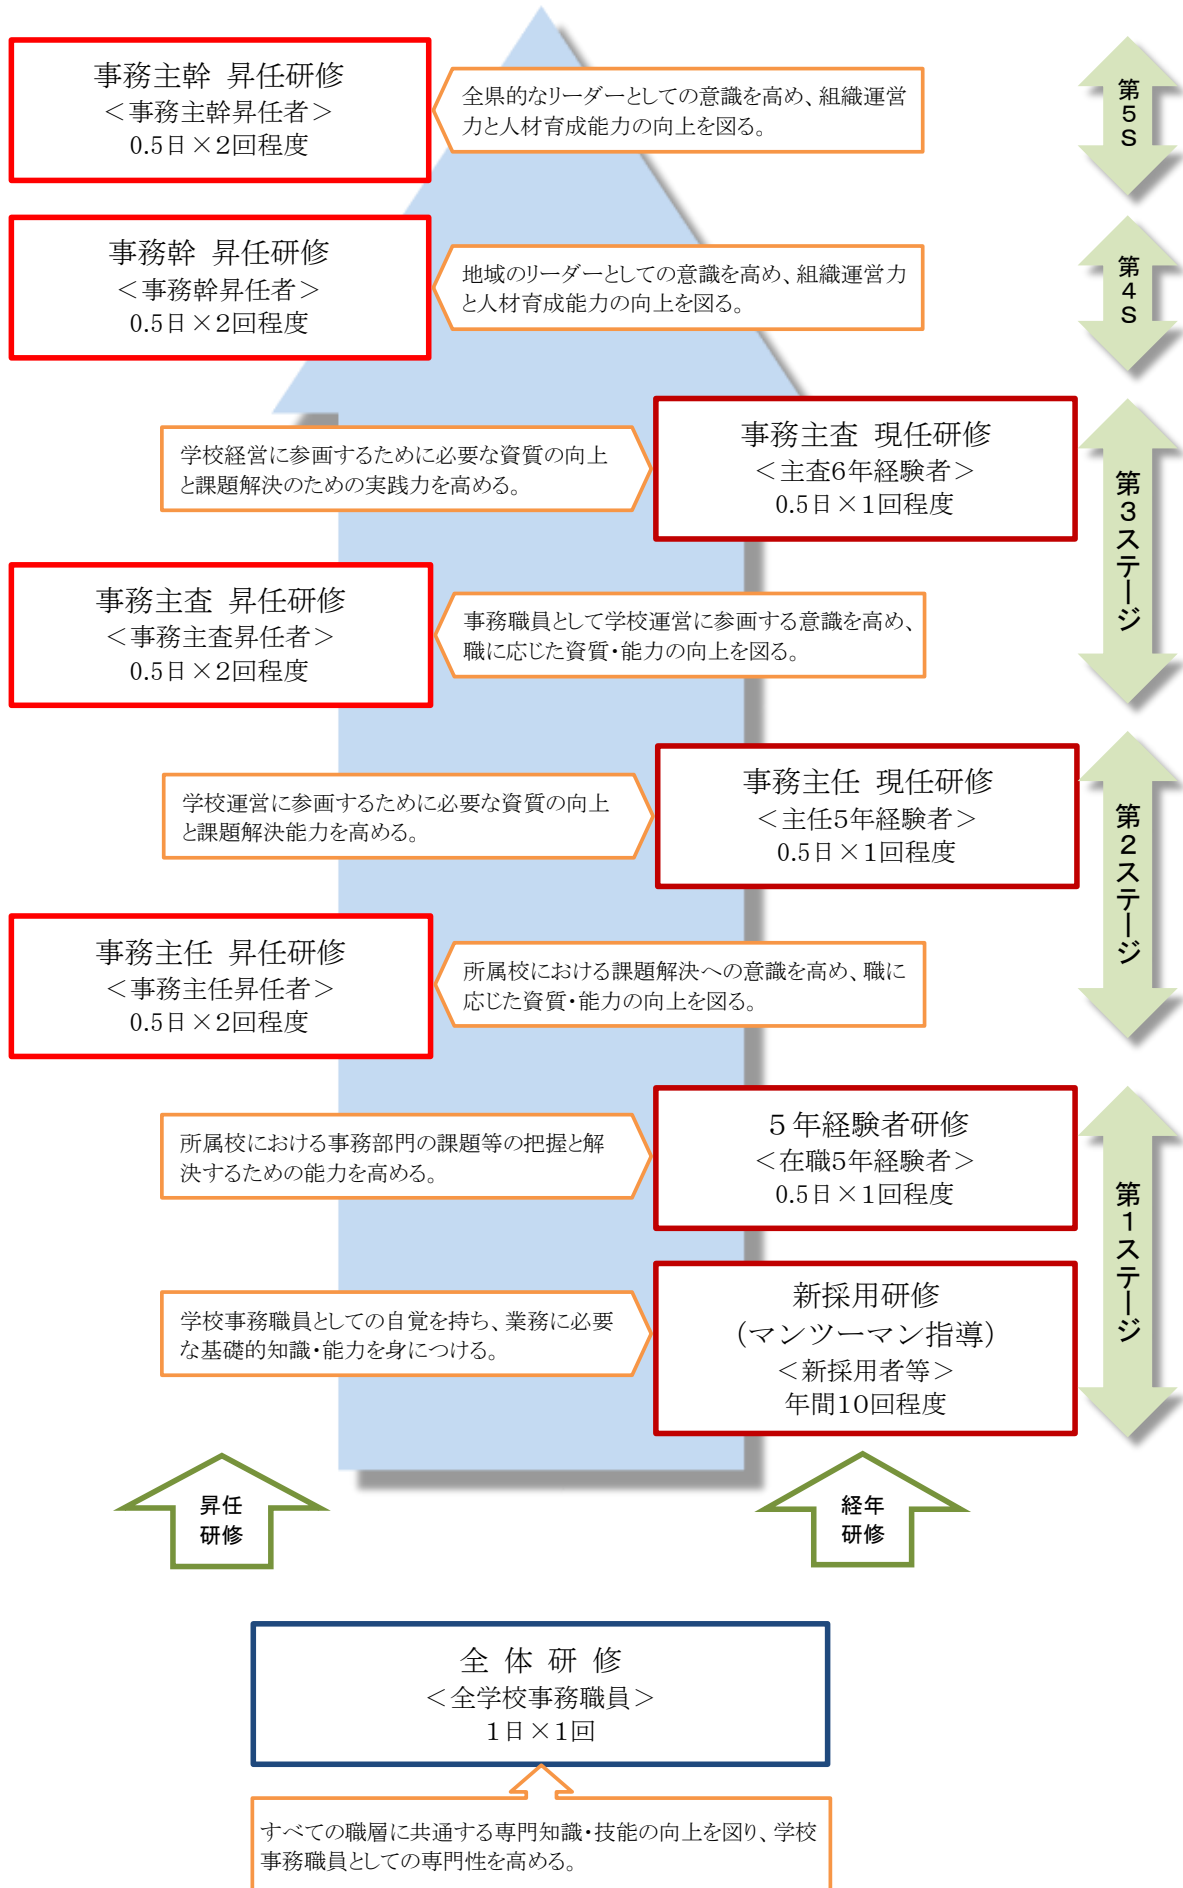 事務主幹 昇任研修
＜事務主幹昇任者＞
0.5日×2回程度
全県的なリーダーとしての意識を高め、組織運営
力と人材育成能力の向上を図る。
第5S
事務幹 昇任研修
＜事務幹昇任者＞
0.5日×2回程度
地域のリーダーとしての意識を高め、組織運営力
と人材育成能力の向上を図る。
第4S
学校経営に参画するために必要な資質の向上
と課題解決のための実践力を高める。
事務主査 現任研修
＜主査6年経験者＞
0.5日×1回程度
第3ステージ
事務主査 昇任研修
＜事務主査昇任者＞
0.5日×2回程度
事務職員として学校運営に参画する意識を高め、
職に応じた資質・能力の向上を図る。
学校運営に参画するために必要な資質の向上
と課題解決能力を高める。
事務主任 現任研修
＜主任5年経験者＞
0.5日×1回程度
第2ステージ
事務主任 昇任研修
＜事務主任昇任者＞
0.5日×2回程度
所属校における課題解決への意識を高め、職に
応じた資質・能力の向上を図る。
所属校における事務部門の課題等の把握と解
決するための能力を高める。
5年経験者研修
＜在職5年経験者＞
0.5日×1回程度
第1ステージ
学校事務職員としての自覚を持ち、業務に必要
な基礎的知識・能力を身につける。
新採用研修
（マンツーマン指導）
＜新採用者等＞
年間10回程度
昇任
研修
経年
研修
全 体 研 修
＜全学校事務職員＞
1日×1回
すべての職層に共通する専門知識・技能の向上を図り、学校
事務職員としての専門性を高める。